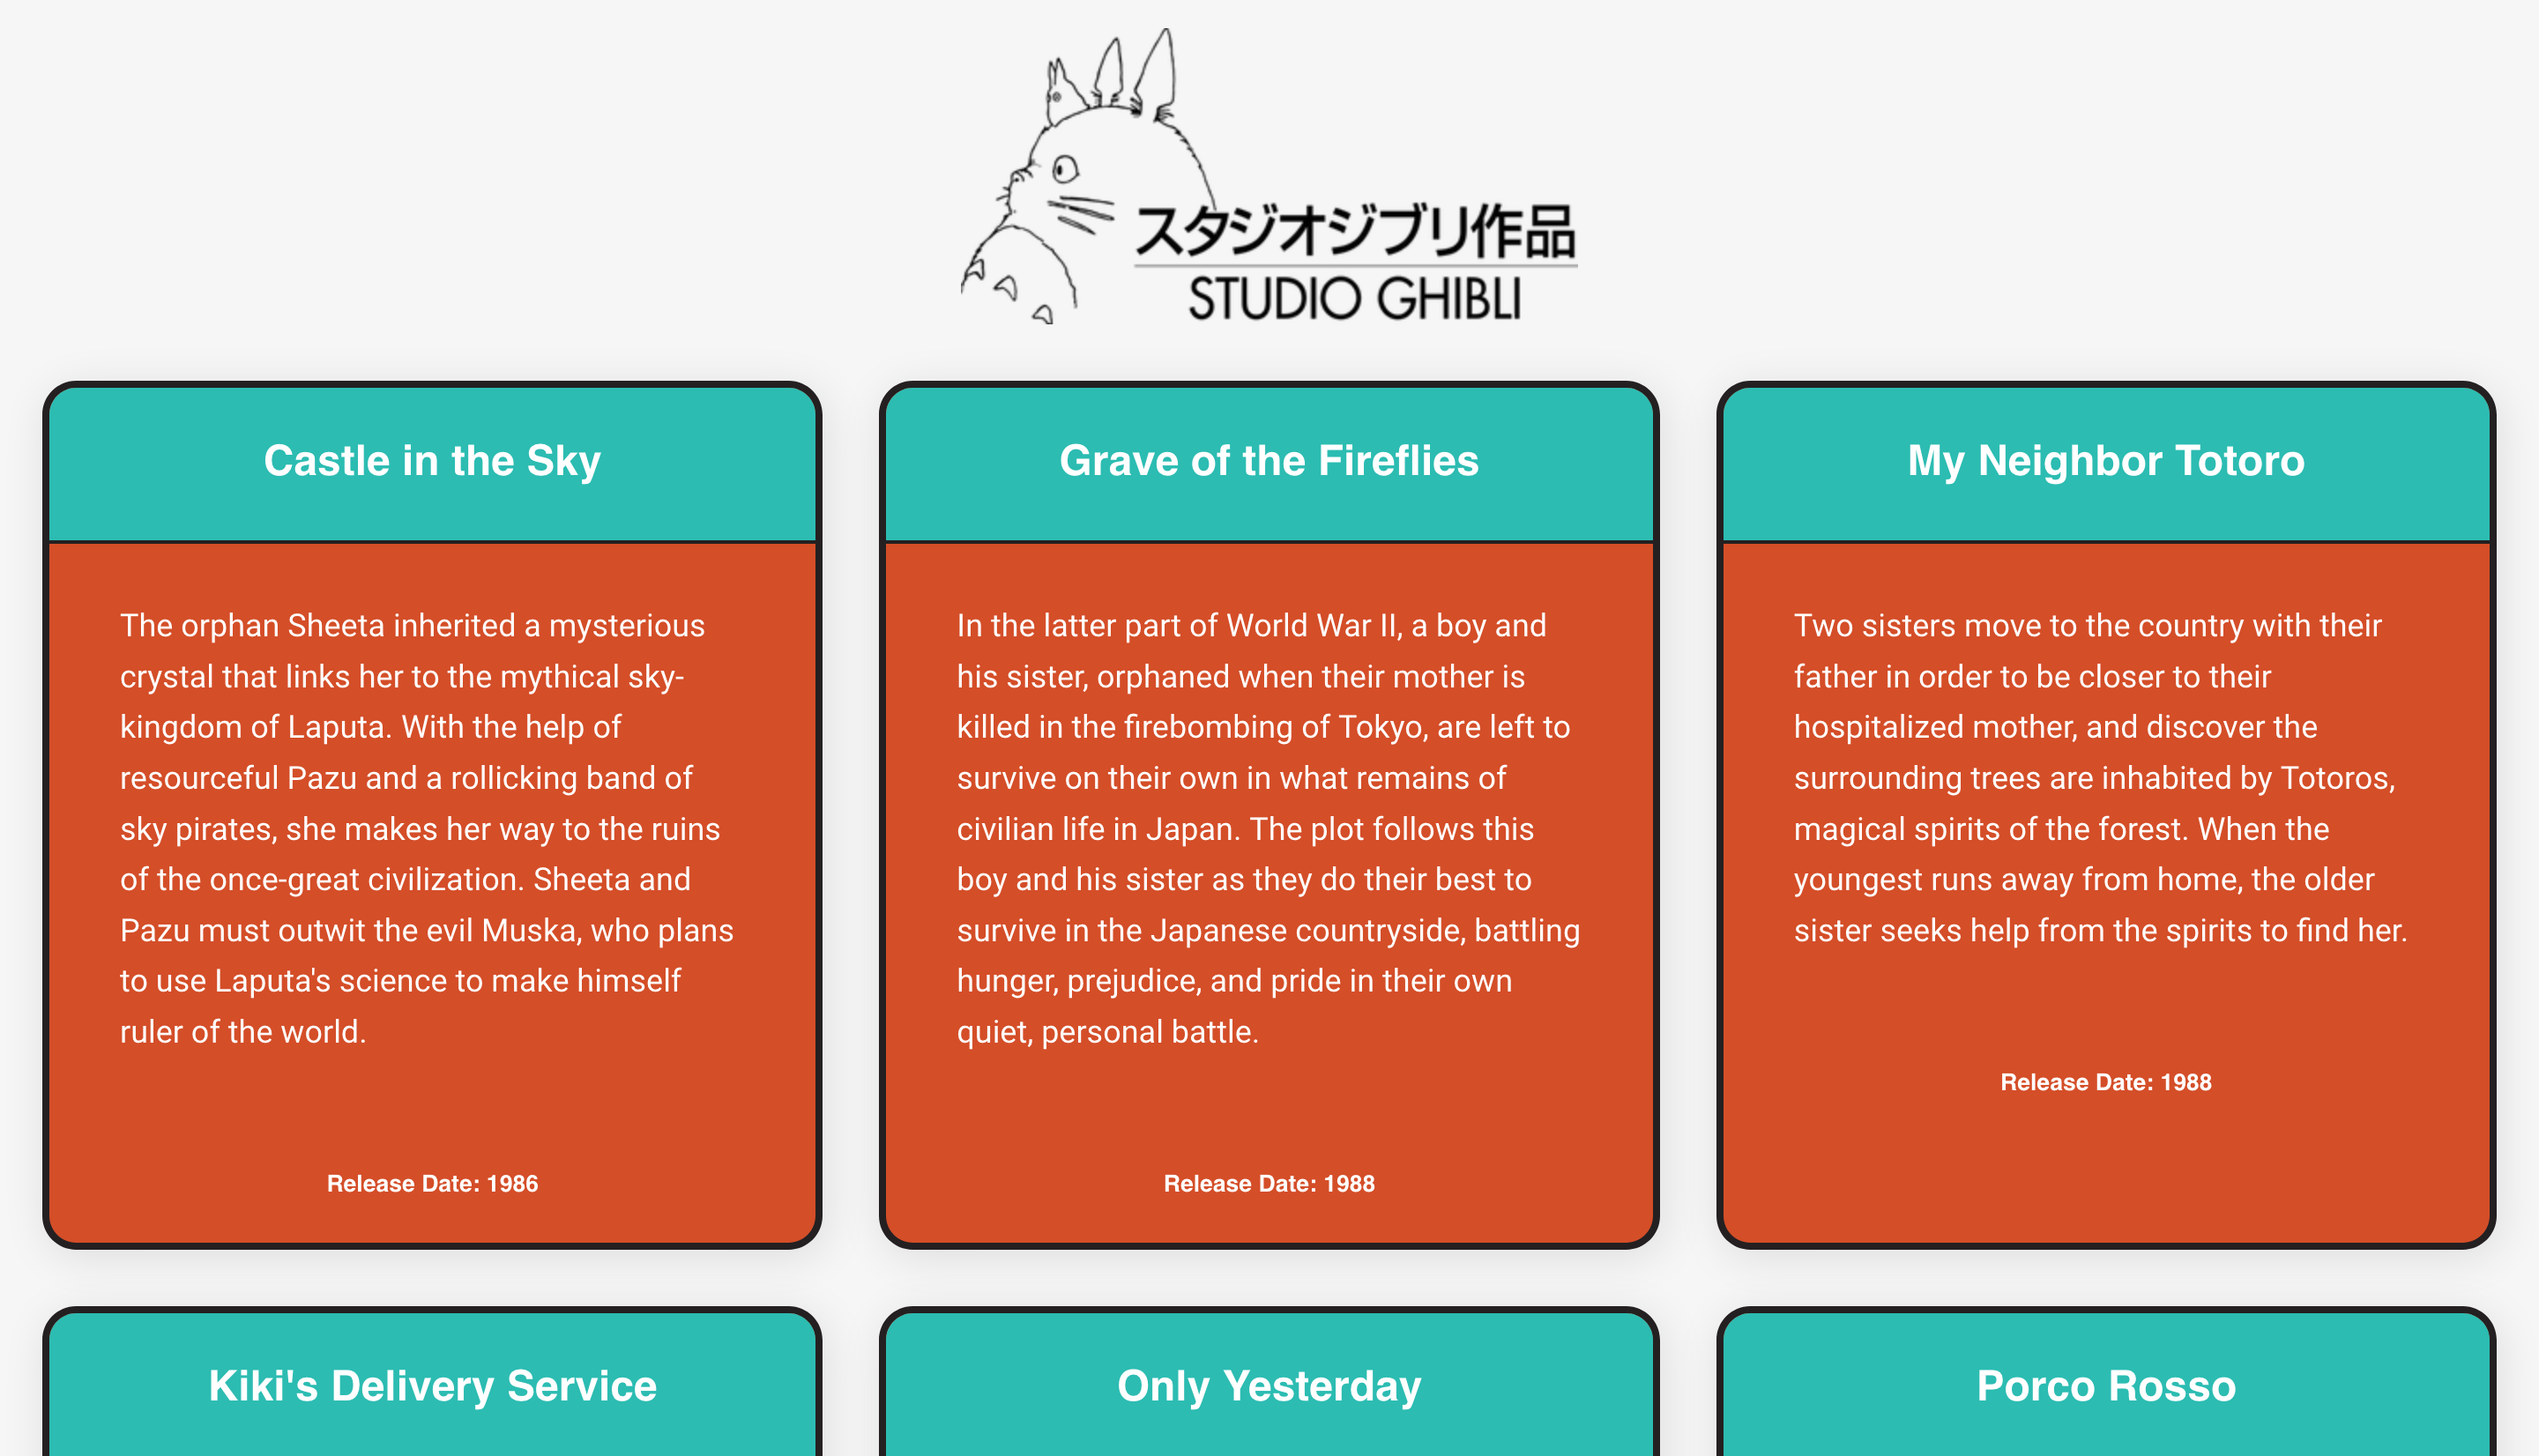 スタジオジブリ作品
STUDIO GHIBLI
Castle in the Sky
The orphan Sheeta inherited a mysterious
crystal that links her to the mythical sky-
kingdom of Laputa. With the help of
resourceful Pazu and a rollicking band of
sky pirates, she makes her way to the ruins
of the once-great civilization. Sheeta and
Pazu must outwit the evil Muska, who plans
to use Laputa's science to make himself
ruler of the world.
Release Date: 1986
Grave of the Fireflies
In the latter part of World War II, a boy and
his sister, orphaned when their mother is
killed in the firebombing of Tokyo, are left to
survive on their own in what remains of
civilian life in Japan. The plot follows this
boy and his sister as they do their best to
survive in the Japanese countryside, battling
hunger, prejudice, and pride in their own
quiet, personal battle.
Release Date: 1988
My Neighbor Totoro
Two sisters move to the country with their
father in order to be closer to their
hospitalized mother, and discover the
surrounding trees are inhabited by Totoros,
magical spirits of the forest. When the
youngest runs away from home, the older
sister seeks help from the spirits to find her.
Release Date: 1988
Kiki's Delivery Service
Only Yesterday
Porco Rosso